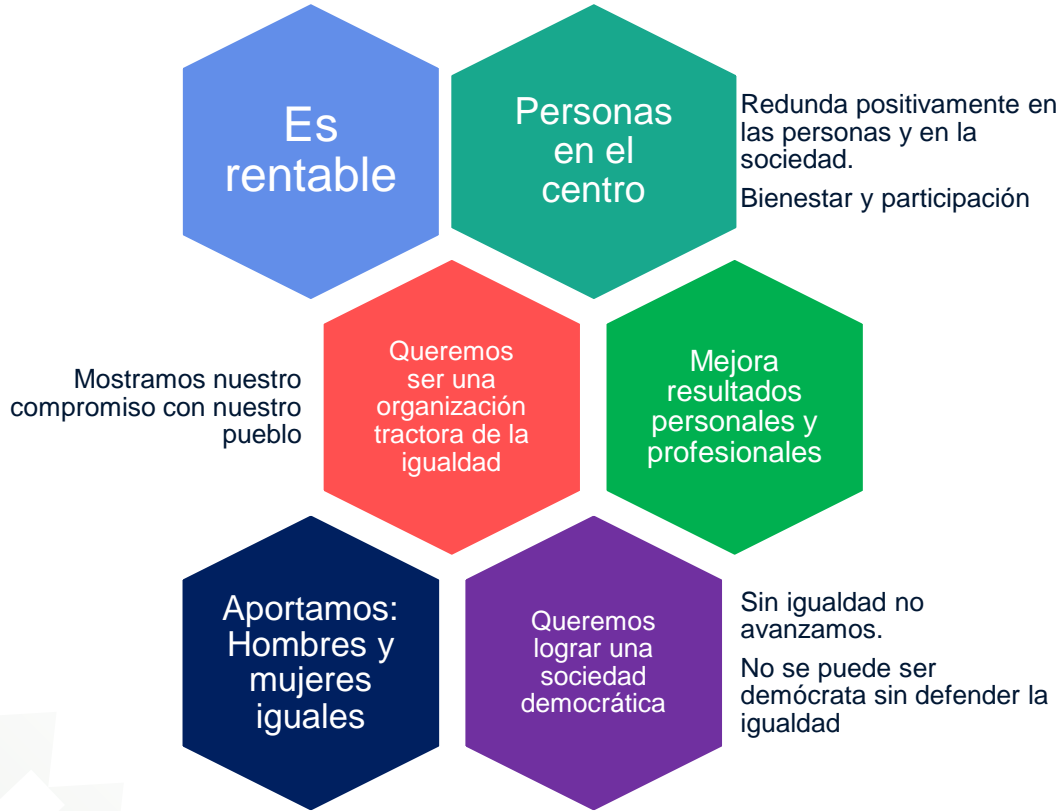 Es
rentable
Personas
en el
centro
Redunda positivamente en
las personas y en la
sociedad.
Bienestar y participación
Mostramos nuestro
compromiso con nuestro
pueblo
Queremos
ser una
organización
tractora de la
igualdad
Mejora
resultados
personales y
profesionales
Aportamos:
Hombres y
mujeres
iguales
Queremos
lograr una
sociedad
democrática
Sin igualdad no
avanzamos.
No se puede ser
demócrata sin defender la
igualdad